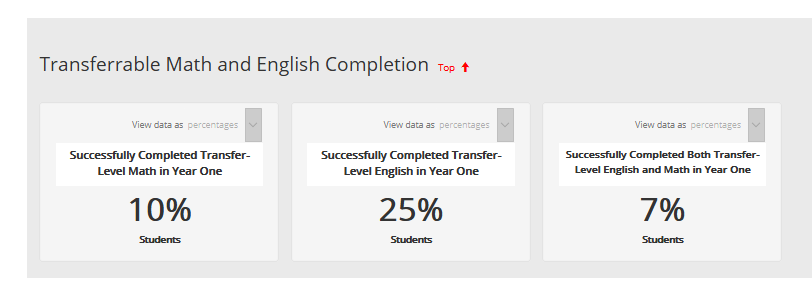 Transferrable Math and English Completion Top
View data as percentages
Successfully Completed Transfer-
Level Math in Year One
10%
Students
View data as percentages
Successfully Completed Transfer-
Level English in Year One
25%
Students
View data as percentages
Successfully Completed Both Transfer-
Level English and Math in Year One
7%
Students